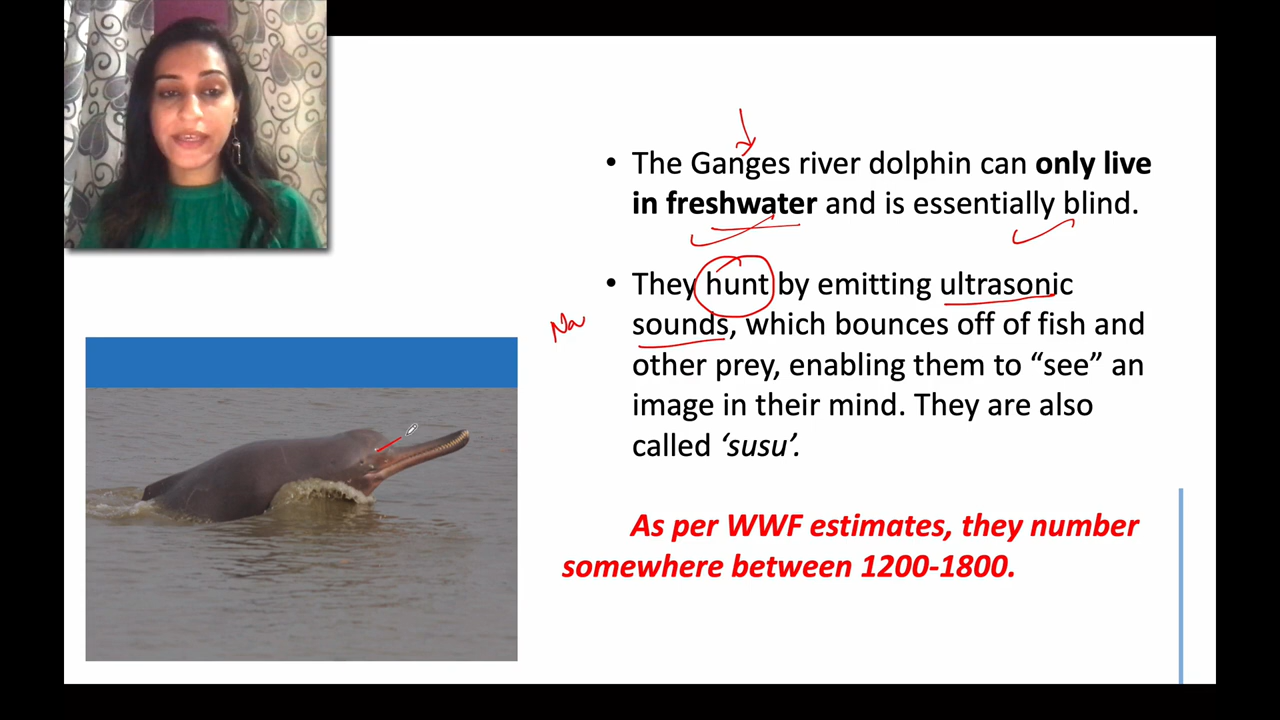 • The Ganges river dolphin can only live
in freshwater and is essentially blind.
• They hunt by emitting ultrasonic
sounds, which bounces off of fish and
other prey, enabling them to “see” an
image in their mind. They are also
called ‘susu’.
Na
As per WWF estimates, they number
somewhere between 1200-1800.